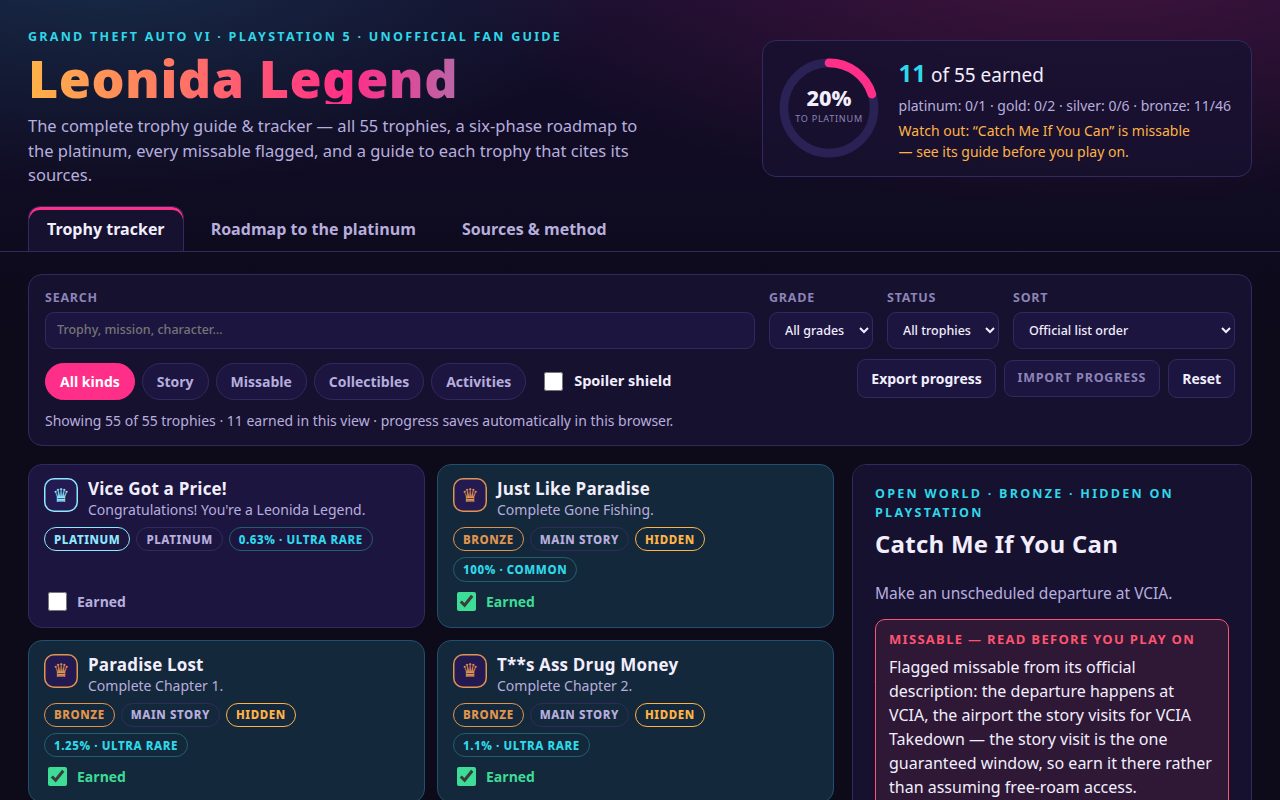 GRAND THEFT AUTO VI · PLAYSTATION 5 · UNOFFICIAL FAN GUIDE
Leonida Legend
The complete trophy guide & tracker — all 55 trophies, a six-phase roadmap to
the platinum, every missable flagged, and a guide to each trophy that cites its
sources.
20%
TO PLATINUM
11 of 55 earned
platinum: 0/1 · gold: 0/2 · silver: 0/6 · bronze: 11/46
Watch out: “Catch Me If You Can” is missable
— see its guide before you play on.
Trophy tracker
Roadmap to the platinum
Sources & method
SEARCH
GRADE
STATUS
SORT
Trophy, mission, character…
All grades
All trophies
Official list order
All kinds
Story
Missable
Collectibles
Activities
Spoiler shield
Export progress
IMPORT PROGRESS
Reset
Showing 55 of 55 trophies · 11 earned in this view · progress saves automatically in this browser.
Vice Got a Price!
Congratulations! You're a Leonida Legend.
PLATINUM
PLATINUM
0.63% · ULTRA RARE
Earned
Just Like Paradise
Complete Gone Fishing.
BRONZE
MAIN STORY
HIDDEN
100% · COMMON
Earned
Paradise Lost
Complete Chapter 1.
BRONZE
MAIN STORY
HIDDEN
1.25% · ULTRA RARE
Earned
T**s Ass Drug Money
Complete Chapter 2.
BRONZE
MAIN STORY
HIDDEN
1.1% · ULTRA RARE
Earned
OPEN WORLD · BRONZE · HIDDEN ON
PLAYSTATION
Catch Me If You Can
Make an unscheduled departure at VCIA.
MISSABLE — READ BEFORE YOU PLAY ON
Flagged missable from its official
description: the departure happens at
VCIA, the airport the story visits for VCIA
Takedown — the story visit is the one
guaranteed window, so earn it there rather
than assuming free-roam access.